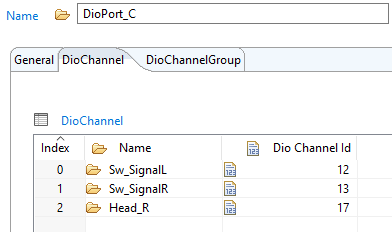 Name DioPort_C
General DioChannel DioChannelGroup
DioChannel
Index Name Dio Channel Id
0 Sw_SignalL 12
1 Sw_SignalR 13
2 Head_R 17